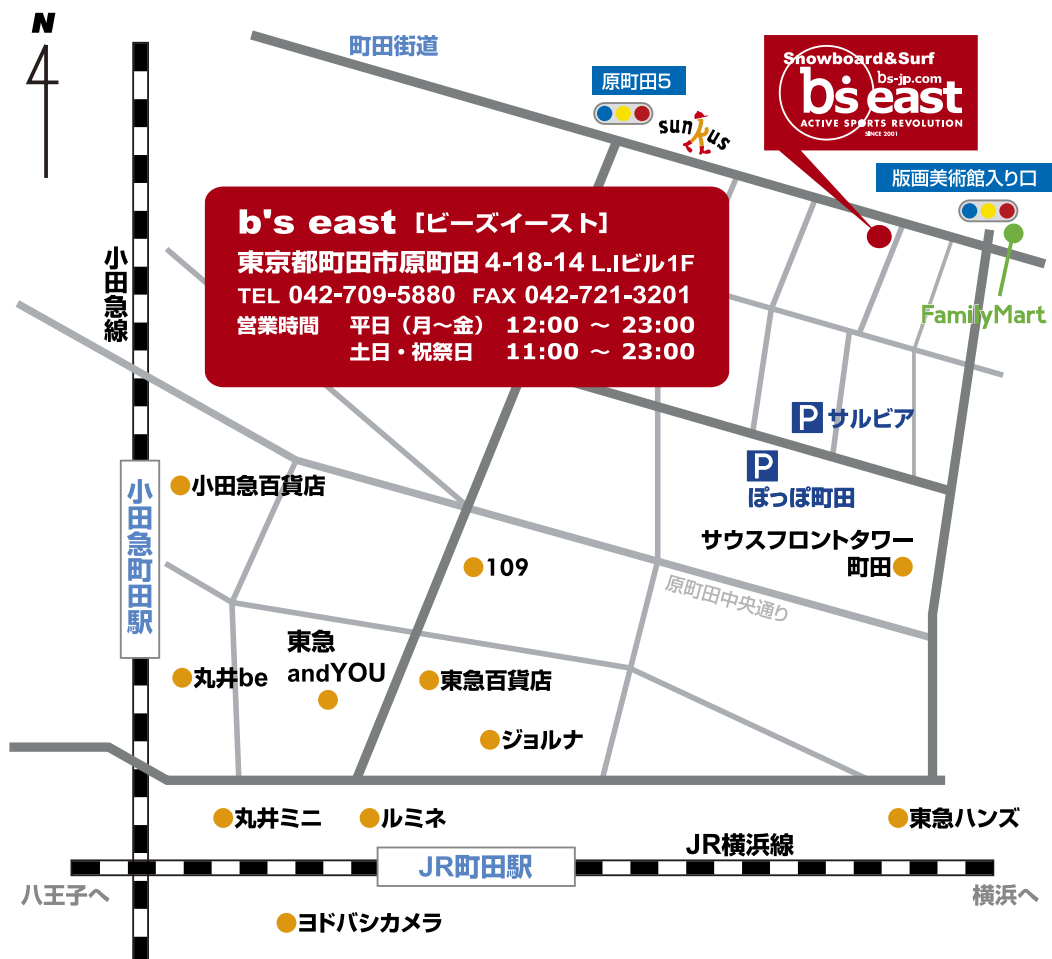 N
町田街道
原町田5
sunkus
Snowboard&Surf
bs-jp.com
b's east
ACTIVE SPORTS REVOLUTION
SINCE 2001
版画美術館入り口
FamilyMart
b's east [ビーズイースト]
東京都町田市原町田 4-18-14 L.Iビル1F
TEL 042-709-5880 FAX 042-721-3201
営業時間 平日（月〜金） 12:00 〜 23:00
土日・祝祭日 11:00 〜 23:00
小田急線
P サルビア
P
ぽっぽ町田
小田急百貨店
小田急町田駅
サウスフロントタワー
町田
109
原町田中央通り
東急
andYOU
丸井be
東急百貨店
ジョルナ
丸井ミニ
ルミネ
東急ハンズ
JR横浜線
JR町田駅
八王子へ
横浜へ
ヨドバシカメラ